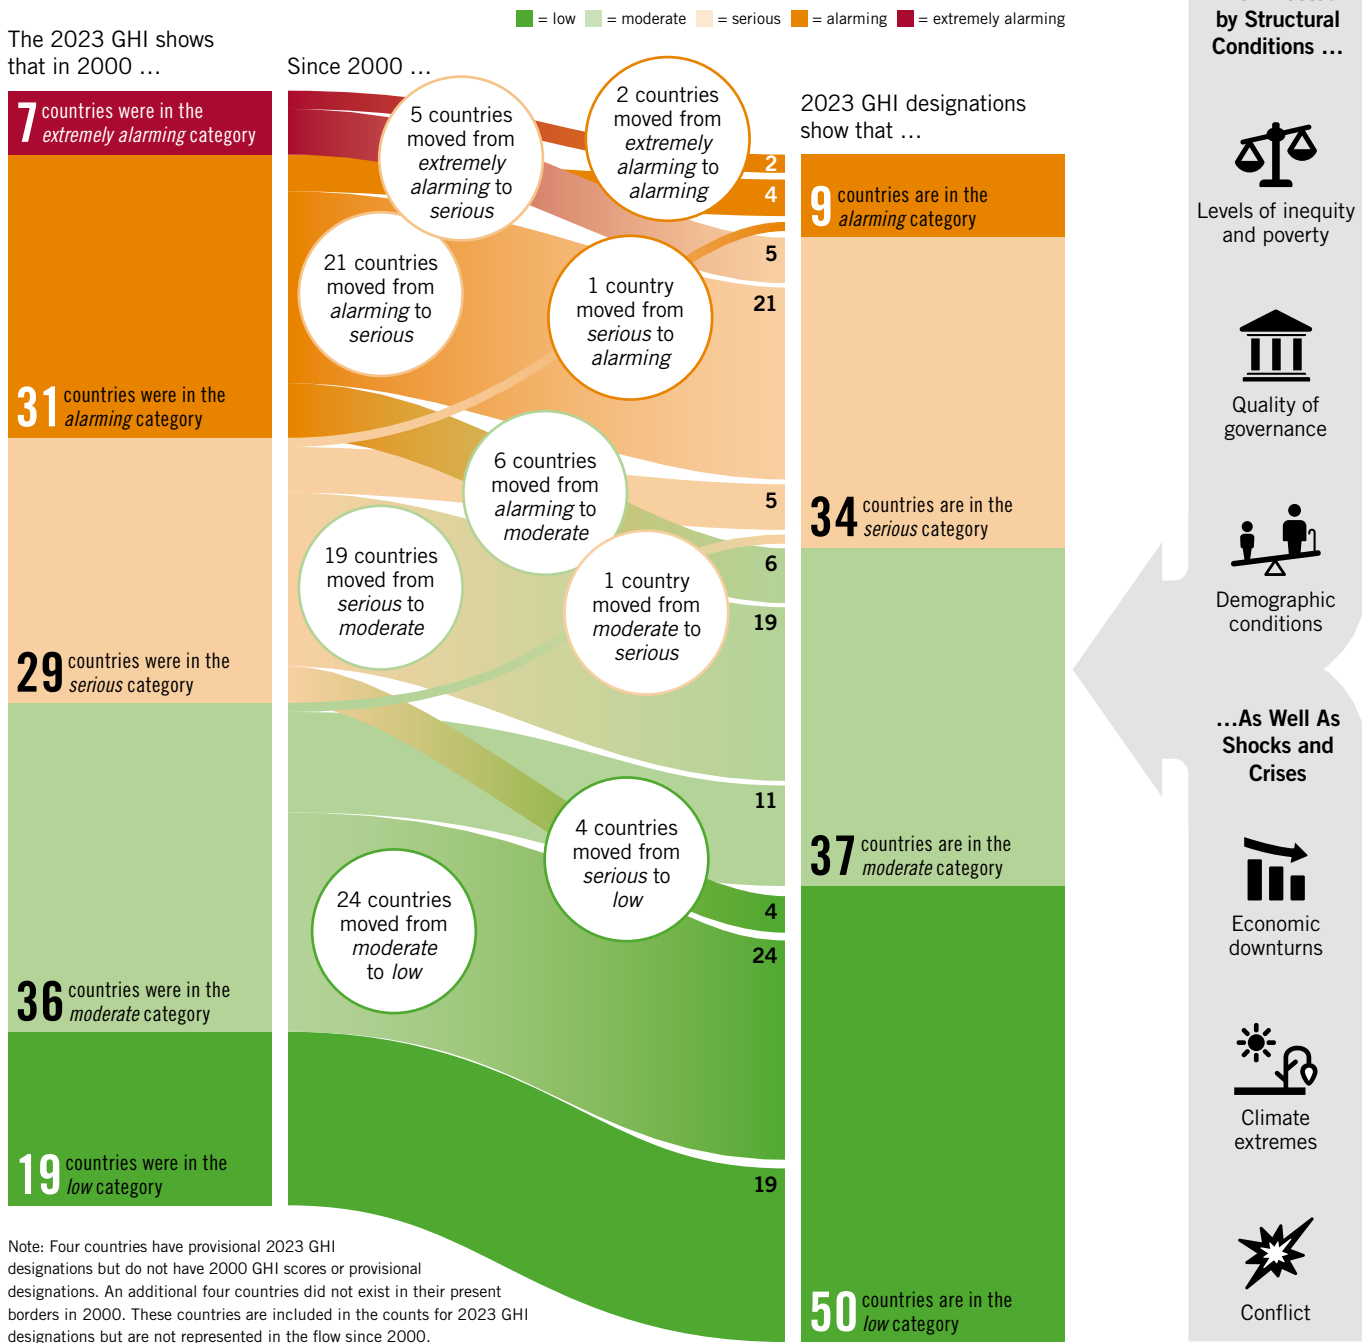 = low = moderate = serious = alarming = extremely alarming
The 2023 GHI shows
that in 2000 …
7 countries were in the
extremely alarming category
31 countries were in the
alarming category
29 countries were in the
serious category
36 countries were in the
moderate category
19 countries were in the
low category
Since 2000 …
5 countries
moved from
extremely
alarming to
serious
2 countries
moved from
extremely
alarming to
alarming
21 countries
moved from
alarming to
serious
1 country
moved from
serious to
alarming
6 countries
moved from
alarming to
moderate
19 countries
moved from
serious to
moderate
1 country
moved from
moderate to
serious
4 countries
moved from
serious to
low
24 countries
moved from
moderate
to low
2
4
5
21
5
6
19
11
4
24
19
2023 GHI designations
show that …
9 countries are in the
alarming category
34 countries are in the
serious category
37 countries are in the
moderate category
50 countries are in the
low category
by Structural
Conditions …
Levels of inequity
and poverty
Quality of
governance
Demographic
conditions
…As Well As
Shocks and
Crises
Economic
downturns
Climate
extremes
Conflict
Note: Four countries have provisional 2023 GHI
designations but do not have 2000 GHI scores or provisional
designations. An additional four countries did not exist in their present
borders in 2000. These countries are included in the counts for 2023 GHI
designations but are not represented in the flow since 2000.